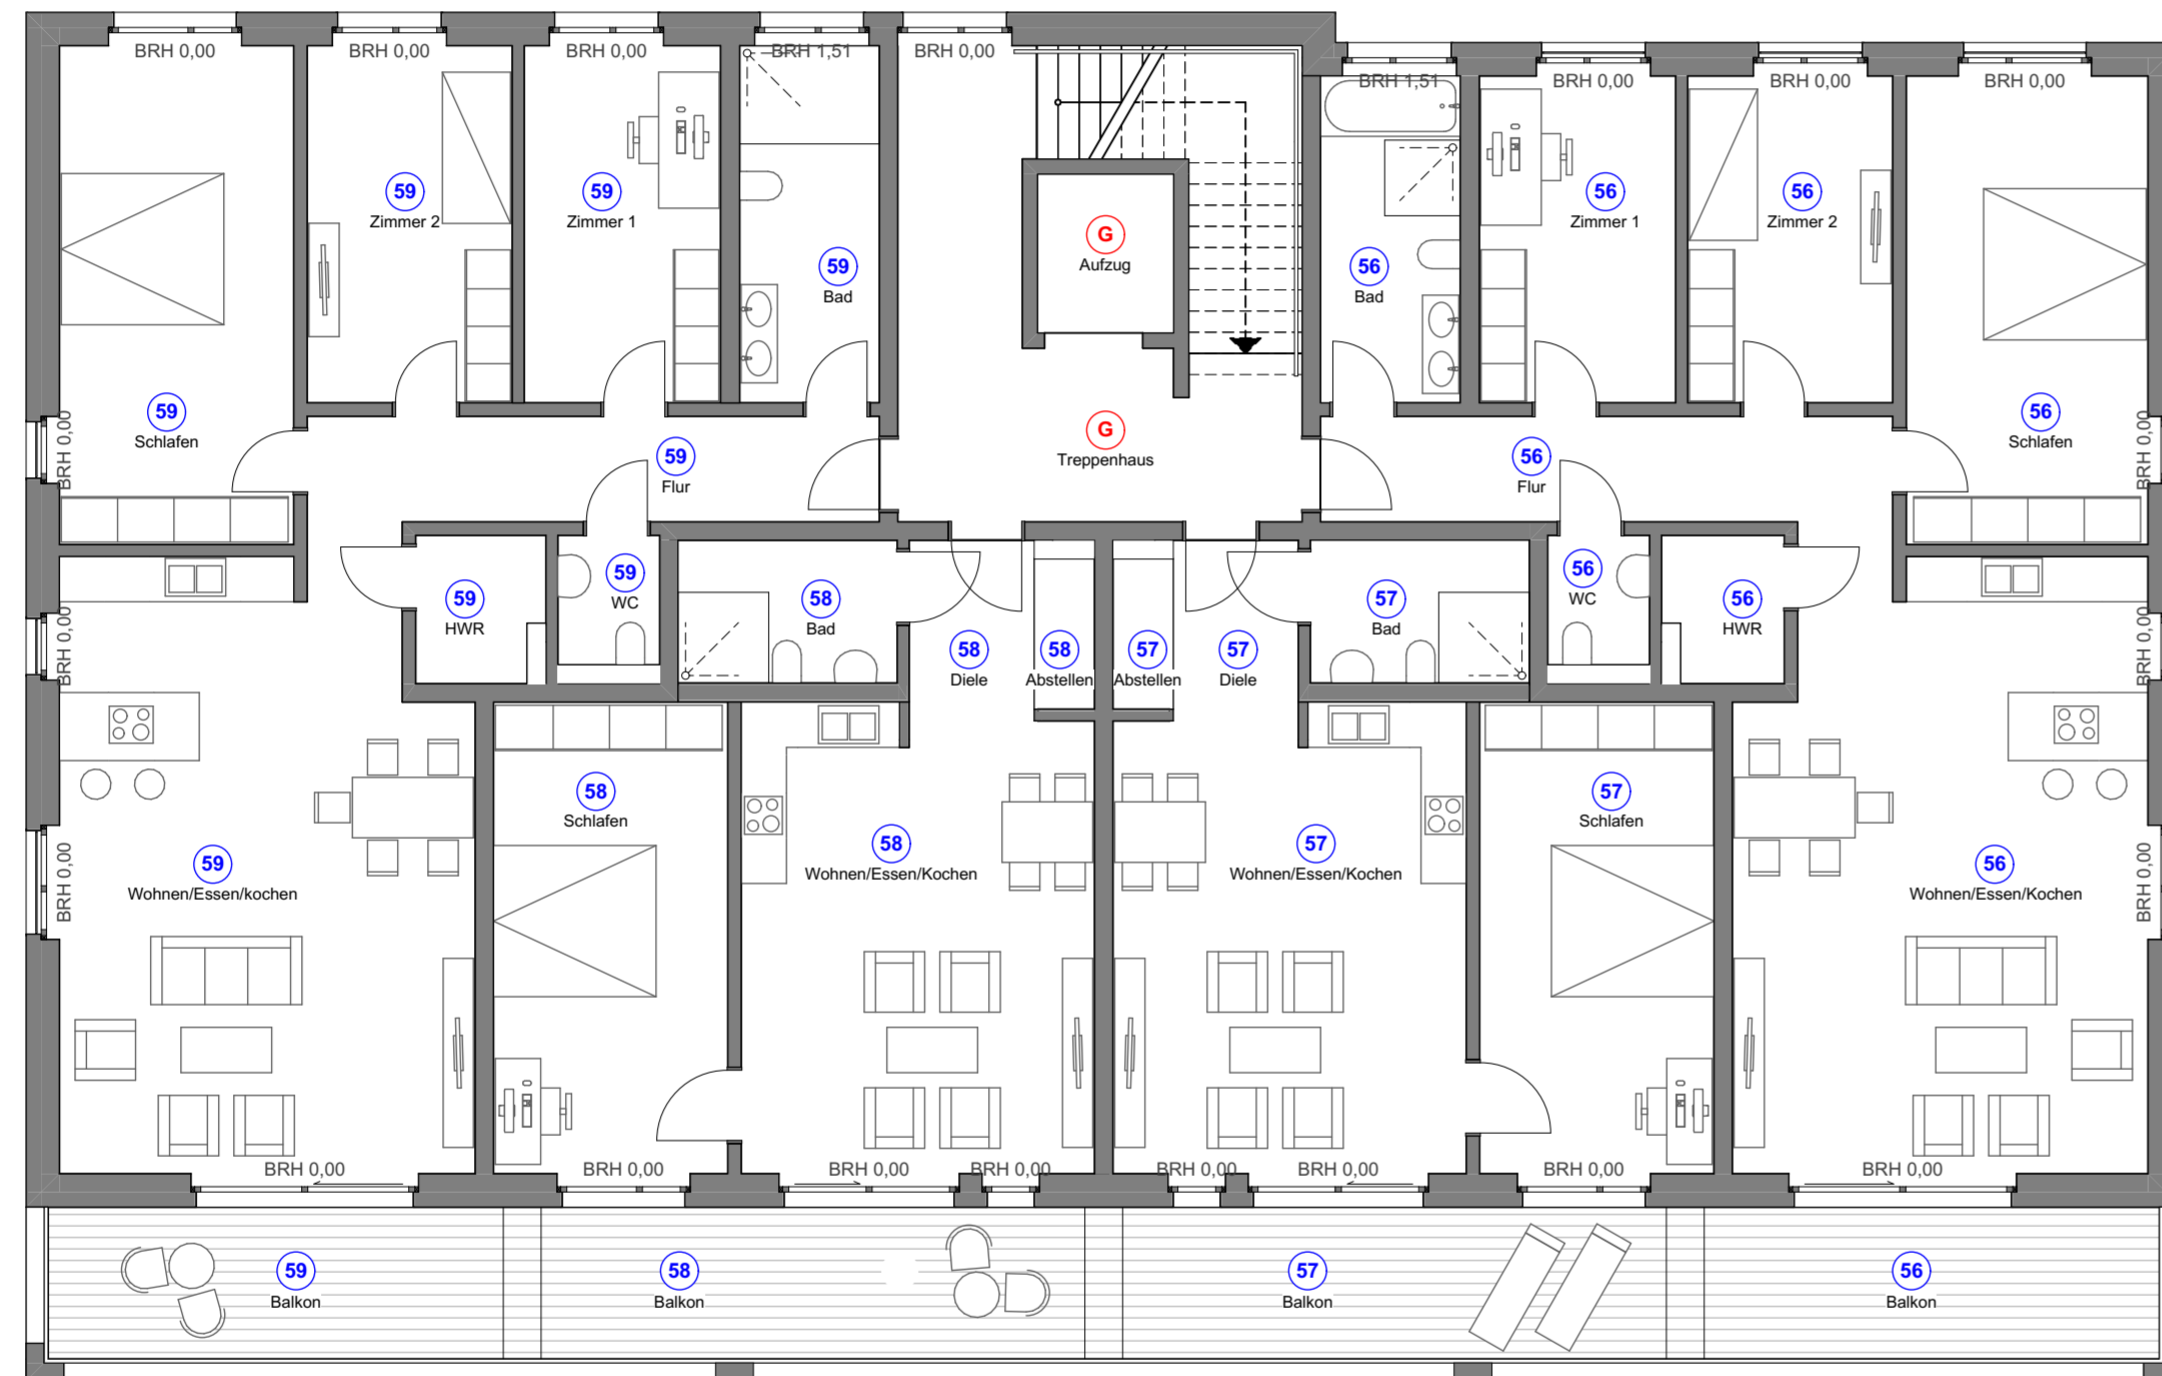 BRH 0,00
BRH 0,00
BRH 0,00
BRH 1,51
BRH 0,00
BRH 1,51
BRH 0,00
BRH 0,00
BRH 0,00
59
Zimmer 2
59
Zimmer 1
56
Zimmer 1
56
Zimmer 2
G
Aufzug
59
Bad
56
Bad
59
Schlafen
56
Schlafen
G
Treppenhaus
BRH 0,00
BRH 0,00
59
Flur
56
Flur
59
HWR
59
WC
58
Bad
57
Bad
56
WC
56
HWR
BRH 0,00
BRH 0,00
58
Diele
58
Abstellen
57
Abstellen
57
Diele
58
Schlafen
57
Schlafen
59
Wohnen/Essen/kochen
58
Wohnen/Essen/Kochen
57
Wohnen/Essen/Kochen
56
Wohnen/Essen/Kochen
BRH 0,00
BRH 0,00
BRH 0,00
BRH 0,00
BRH 0,00
BRH 0,00
BRH 0,00
BRH 0,00
BRH 0,00
BRH 0,00
59
Balkon
58
Balkon
57
Balkon
56
Balkon